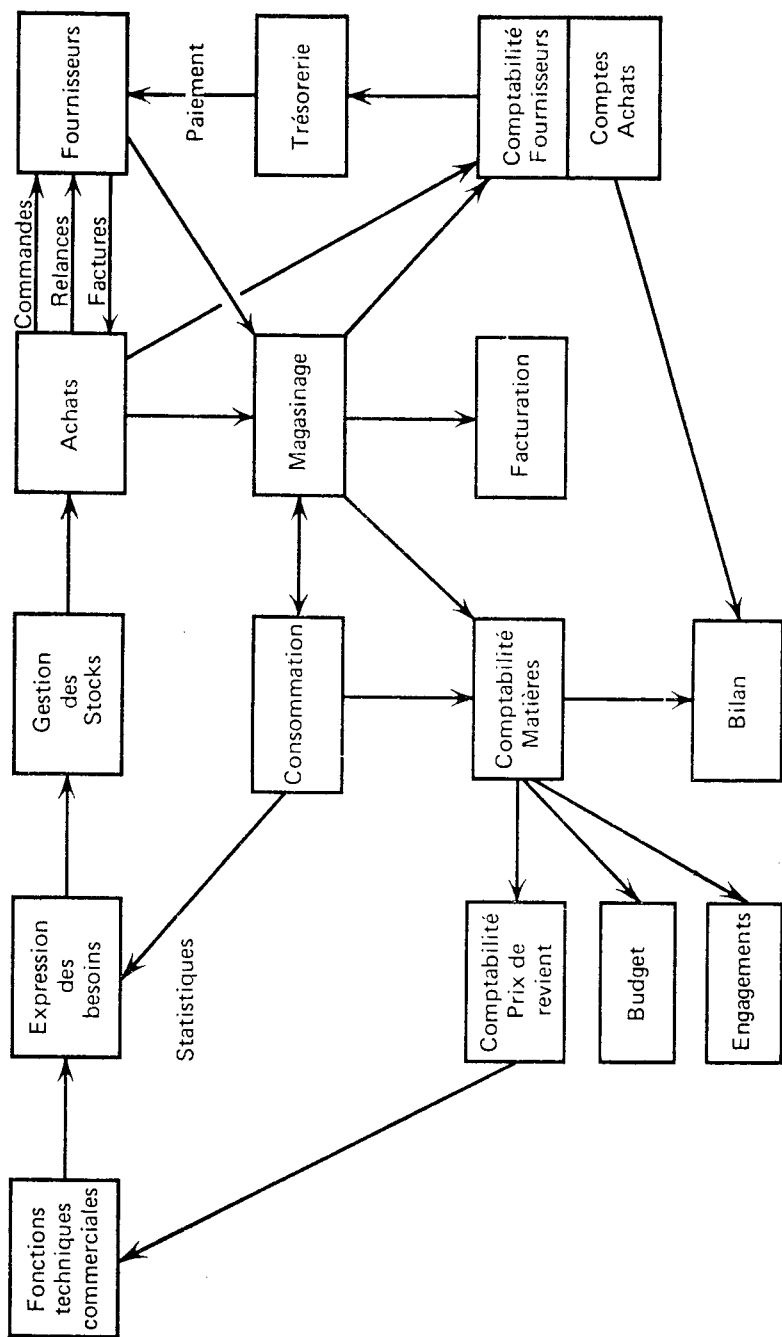 Fonctions
techniques
commerciales
Expression
des
besoins
Gestion
des
Stocks
Achats
Commandes
Relances
Factures
Fournisseurs
Statistiques
Paiement
Consommation
Magasinage
Trésorerie
Comptabilité
Prix de
revient
Comptabilité
Matières
Facturation
Comptabilité
Fournisseurs
Comptes
Achats
Budget
Engagements
Bilan